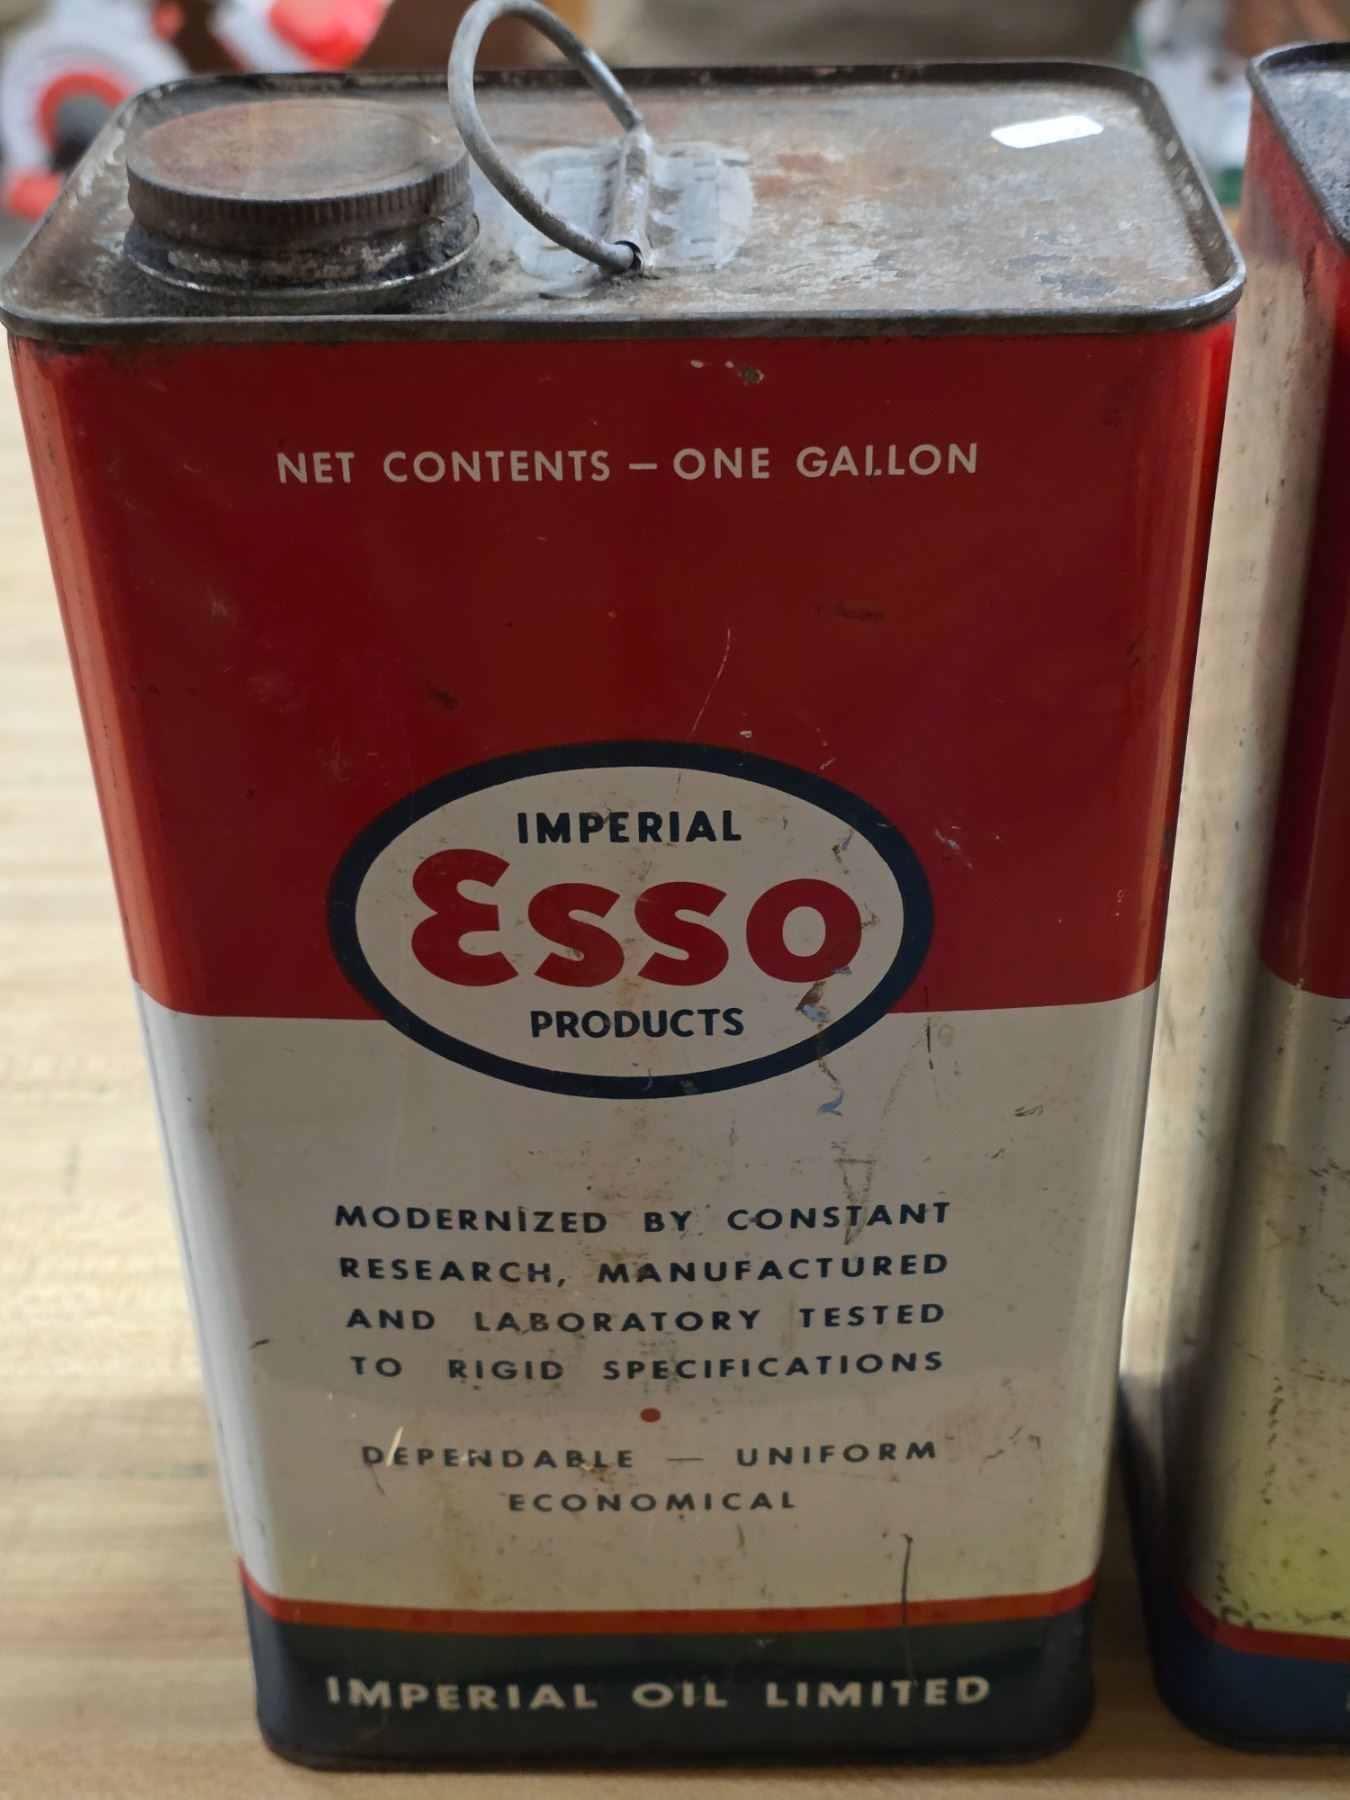 NET CONTENTS – ONE GALLON
IMPERIAL
Esso
PRODUCTS
MODERNIZED BY CONSTANT
RESEARCH, MANUFACTURED
AND LABORATORY TESTED
TO RIGID SPECIFICATIONS
DEPENDABLE — UNIFORM
ECONOMICAL
IMPERIAL OIL LIMITED